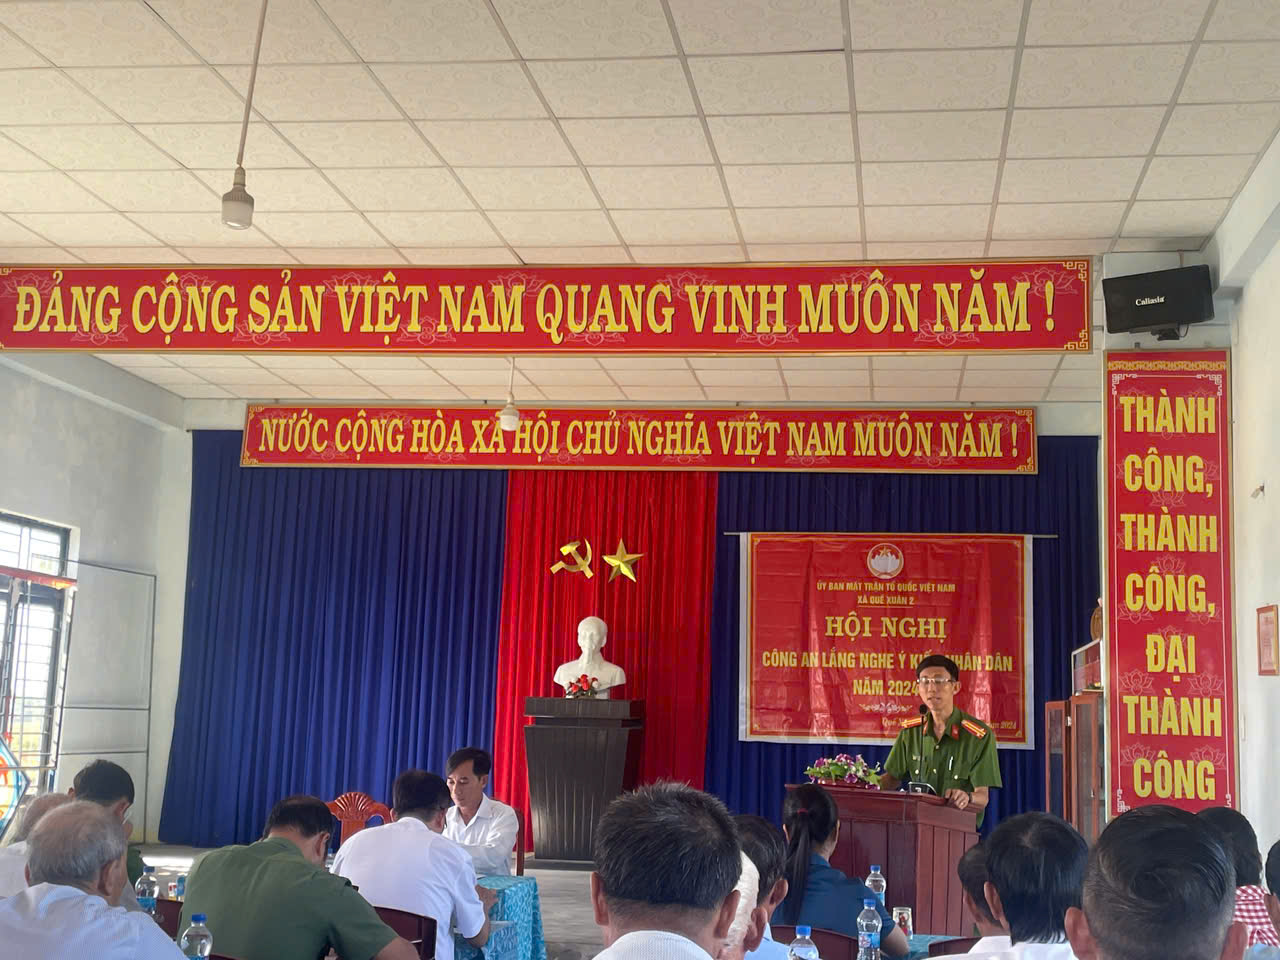 ĐẢNG CỘNG SẢN VIỆT NAM QUANG VINH MUÔN NĂM !
Caliasia
NƯỚC CỘNG HÒA XÃ HỘI CHỦ NGHĨA VIỆT NAM MUÔN NĂM !
THÀNH
CÔNG,
THÀNH
CÔNG,
ĐẠI
THÀNH
CÔNG
ỦY BAN MẶT TRẬN TỔ QUỐC VIỆT NAM
XÃ QUẾ XUÂN 2
HỘI NGHỊ
CÔNG AN LẮNG NGHE Ý KIẾN NHÂN DÂN
NĂM 2024
Quế 2024